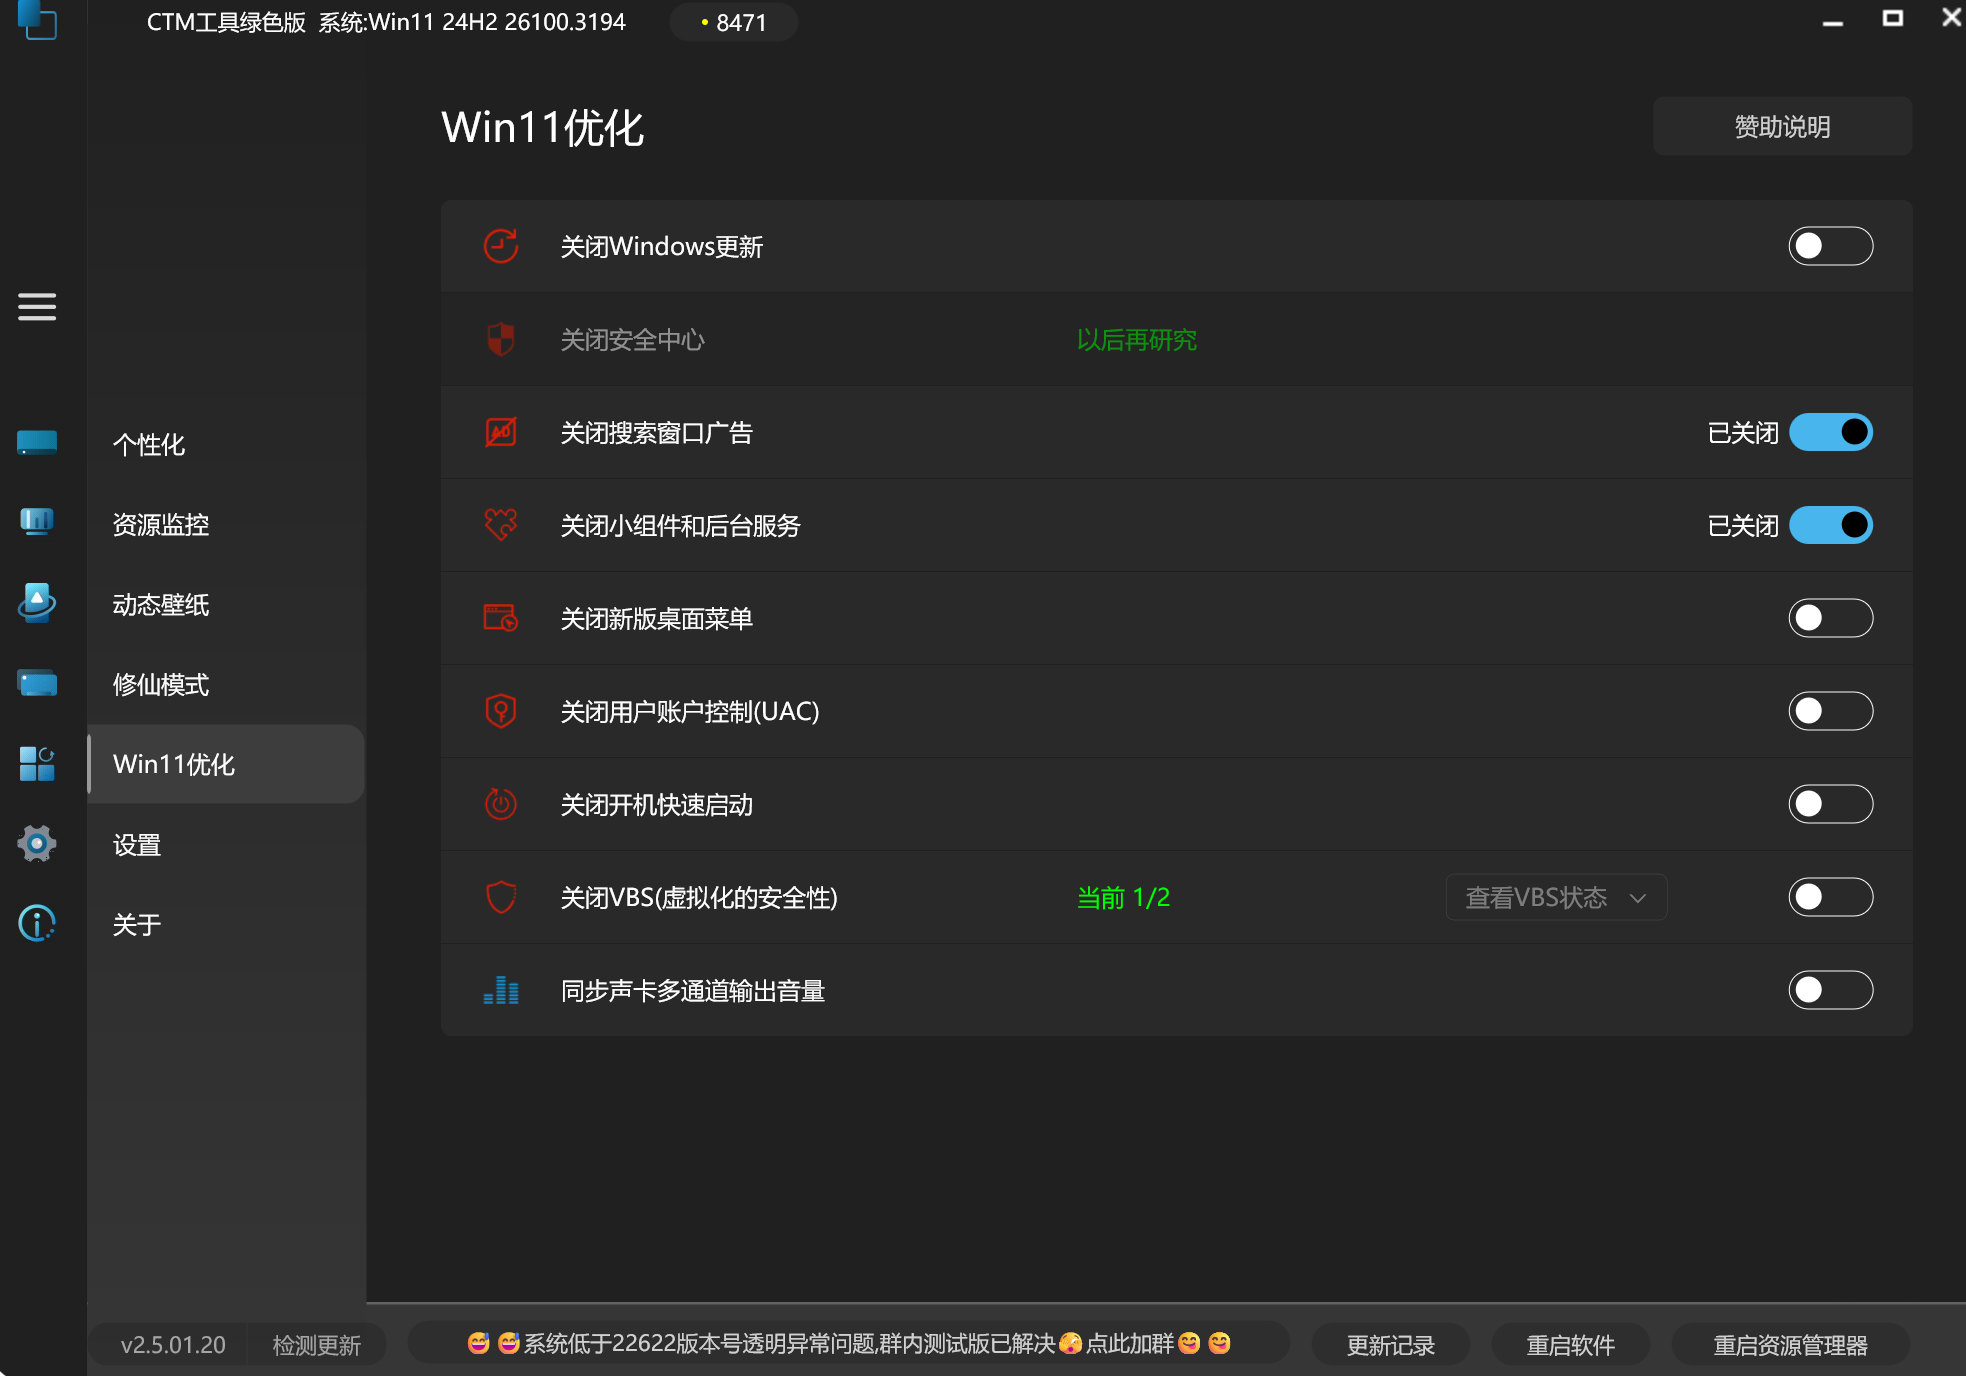 CTM工具绿色版 系统:Win11 24H2 26100.3194
8471
Win11优化
赞助说明
关闭Windows更新
关闭安全中心 以后再研究
AD
关闭搜索窗口广告 已关闭
关闭小组件和后台服务 已关闭
关闭新版桌面菜单
关闭用户账户控制(UAC)
关闭开机快速启动
关闭VBS(虚拟化的安全性) 当前 1/2 查看VBS状态
同步声卡多通道输出音量
个性化
资源监控
动态壁纸
修仙模式
Win11优化
设置
关于
v2.5.01.20 检测更新 😅😅系统低于22622版本号透明异常问题,群内测试版已解决🫣点此加群😋😋 更新记录 重启软件 重启资源管理器